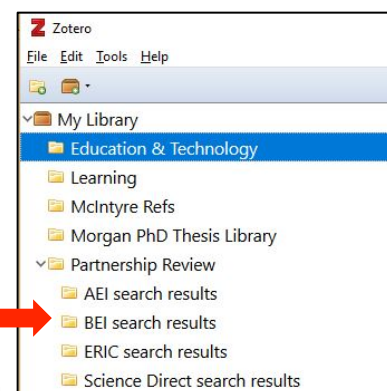 Zotero
File Edit Tools Help
My Library
Education & Technology
Learning
McIntyre Refs
Morgan PhD Thesis Library
Partnership Review
AEI search results
BEI search results
ERIC search results
Science Direct search results